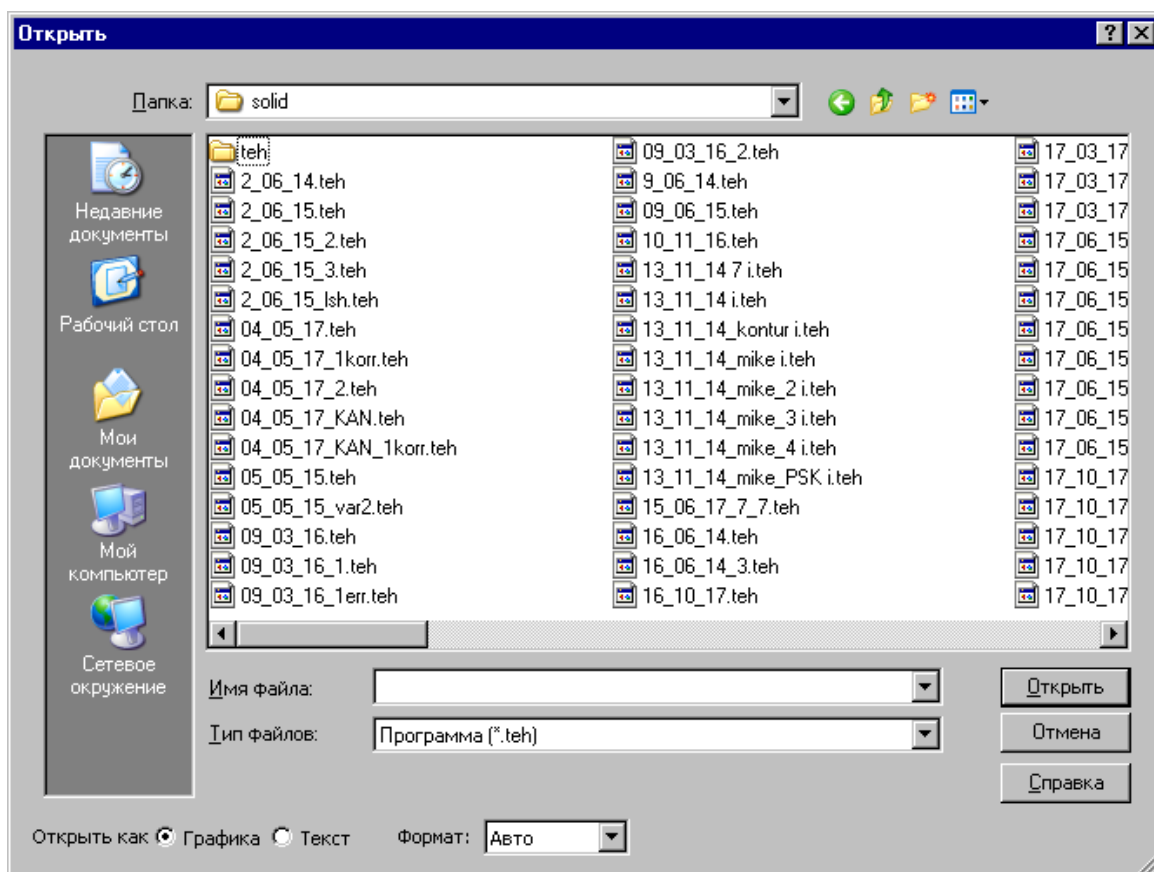 Открыть
Папка: solid
Недавние
документы
Рабочий стол
Мои
документы
Мой
компьютер
Сетевое
окружение
teh
2_06_14.teh
2_06_15.teh
2_06_15_2.teh
2_06_15_3.teh
2_06_15_lsh.teh
04_05_17.teh
04_05_17_1korr.teh
04_05_17_2.teh
04_05_17_KAN.teh
04_05_17_KAN_1korr.teh
05_05_15.teh
05_05_15_var2.teh
09_03_16.teh
09_03_16_1.teh
09_03_16_1err.teh
09_03_16_2.teh
9_06_14.teh
09_06_15.teh
10_11_16.teh
13_11_14 7 i.teh
13_11_14 i.teh
13_11_14_kontur i.teh
13_11_14_mike i.teh
13_11_14_mike_2 i.teh
13_11_14_mike_3 i.teh
13_11_14_mike_4 i.teh
13_11_14_mike_PSK i.teh
15_06_17_7_7.teh
16_06_14.teh
16_06_14_3.teh
16_10_17.teh
17_03_17
17_03_17
17_03_17
17_06_15
17_06_15
17_06_15
17_06_15
17_06_15
17_06_15
17_06_15
17_06_15
17_10_17
17_10_17
17_10_17
17_10_17
17_10_17
Имя файла:
Открыть
Тип файлов: Программа (*.teh)
Отмена
Справка
Открыть как Графика Текст Формат: Авто